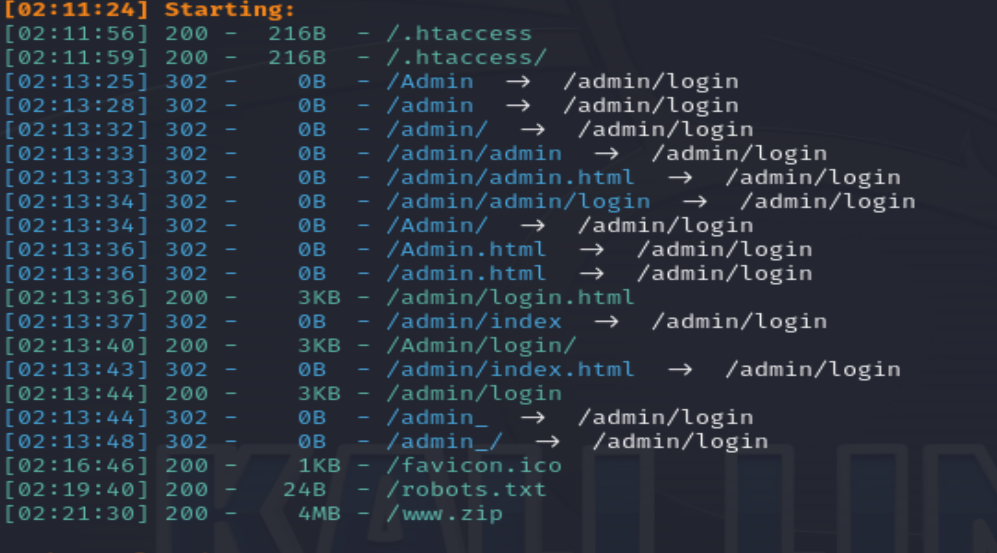 [02:11:24] Starting:
[02:11:56] 200 - 216B - /.htaccess
[02:11:59] 200 - 216B - /.htaccess/
[02:13:25] 302 - 0B - /Admin → /admin/login
[02:13:28] 302 - 0B - /admin → /admin/login
[02:13:32] 302 - 0B - /admin/ → /admin/login
[02:13:33] 302 - 0B - /admin/admin → /admin/login
[02:13:33] 302 - 0B - /admin/admin.html → /admin/login
[02:13:34] 302 - 0B - /admin/admin/login → /admin/login
[02:13:34] 302 - 0B - /Admin/ → /admin/login
[02:13:36] 302 - 0B - /Admin.html → /admin/login
[02:13:36] 302 - 0B - /admin.html → /admin/login
[02:13:36] 200 - 3KB - /admin/login.html
[02:13:37] 302 - 0B - /admin/index → /admin/login
[02:13:40] 200 - 3KB - /Admin/login/
[02:13:43] 302 - 0B - /admin/index.html → /admin/login
[02:13:44] 200 - 3KB - /admin/login
[02:13:44] 302 - 0B - /admin_ → /admin/login
[02:13:48] 302 - 0B - /admin_/ → /admin/login
[02:16:46] 200 - 1KB - /favicon.ico
[02:19:40] 200 - 24B - /robots.txt
[02:21:30] 200 - 4MB - /www.zip